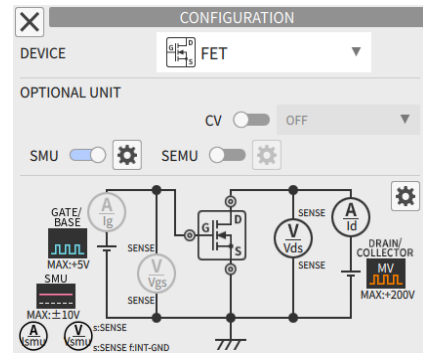 CONFIGURATION
DEVICE
G D S FET
OPTIONAL UNIT
CV OFF
SMU SEMU
GATE/
BASE
MAX:+5V
SMU
MAX:±10V
A
Ig
SENSE
V
Vgs
SENSE
G D S
SENSE
V
Vds
SENSE
A
Id
DRAIN/
COLLECTOR
MV
MAX:+200V
A
Ismu
V
Vsmu
s:SENSE
s:SENSE f:INT-GND